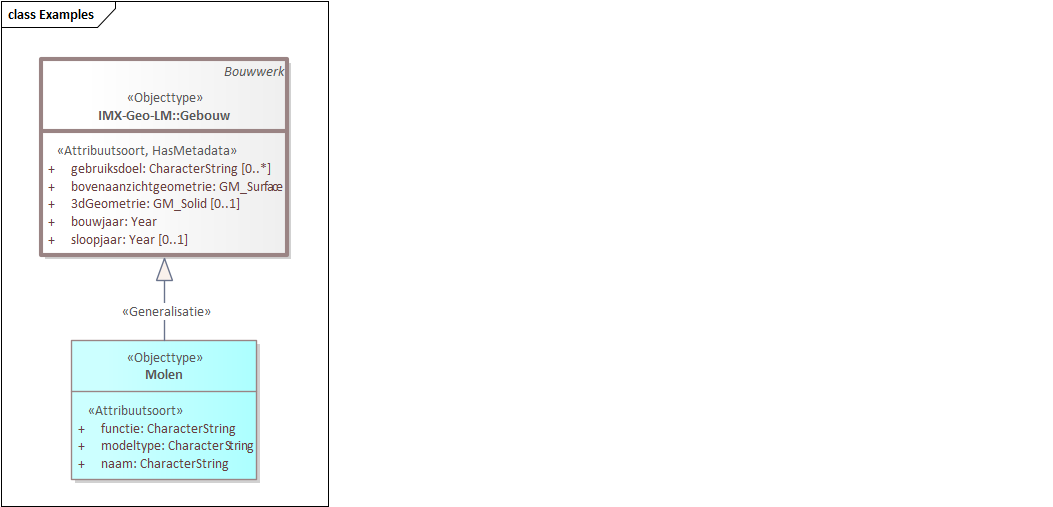 class Examples
Bouwwerk
«Objecttype»
IMX-Geo-LM::Gebouw
«Attribuutsoort, HasMetadata»
+ gebruiksdoel: CharacterString [0..*]
+ bovenaanzichtgeometrie: GM_Surface
+ 3dGeometrie: GM_Solid [0..1]
+ bouwjaar: Year
+ sloopjaar: Year [0..1]
«Generalisatie»
«Objecttype»
Molen
«Attribuutsoort»
+ functie: CharacterString
+ modeltype: CharacterString
+ naam: CharacterString